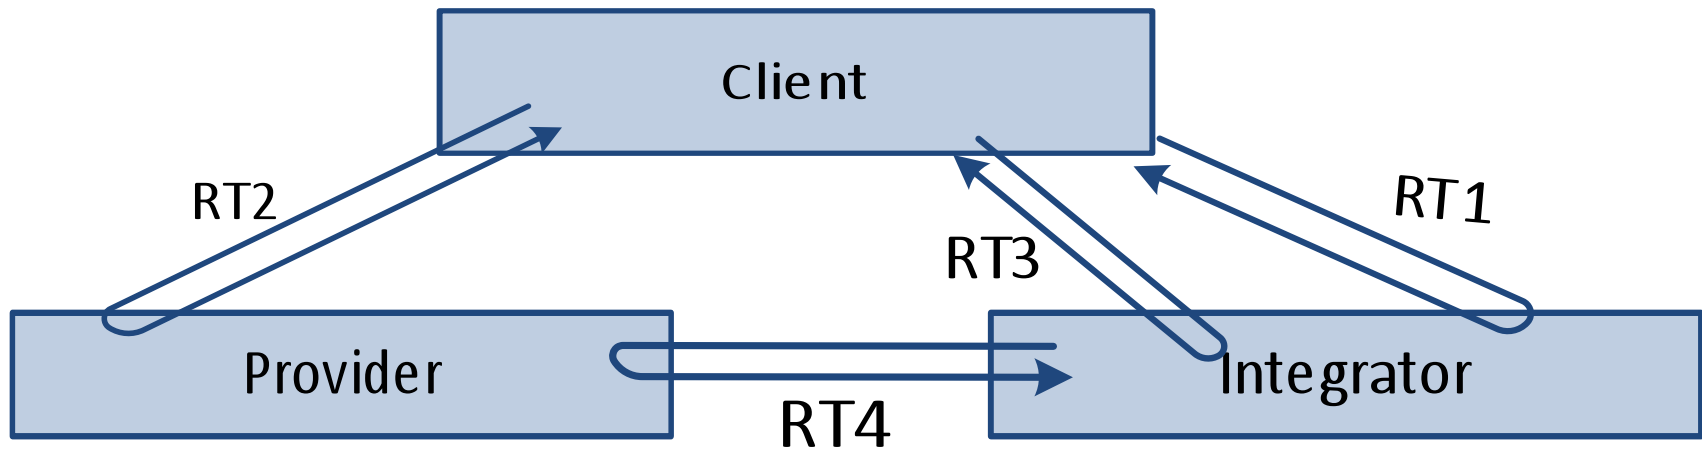 Client
RT2
RT1
RT3
Provider
Integrator
RT4